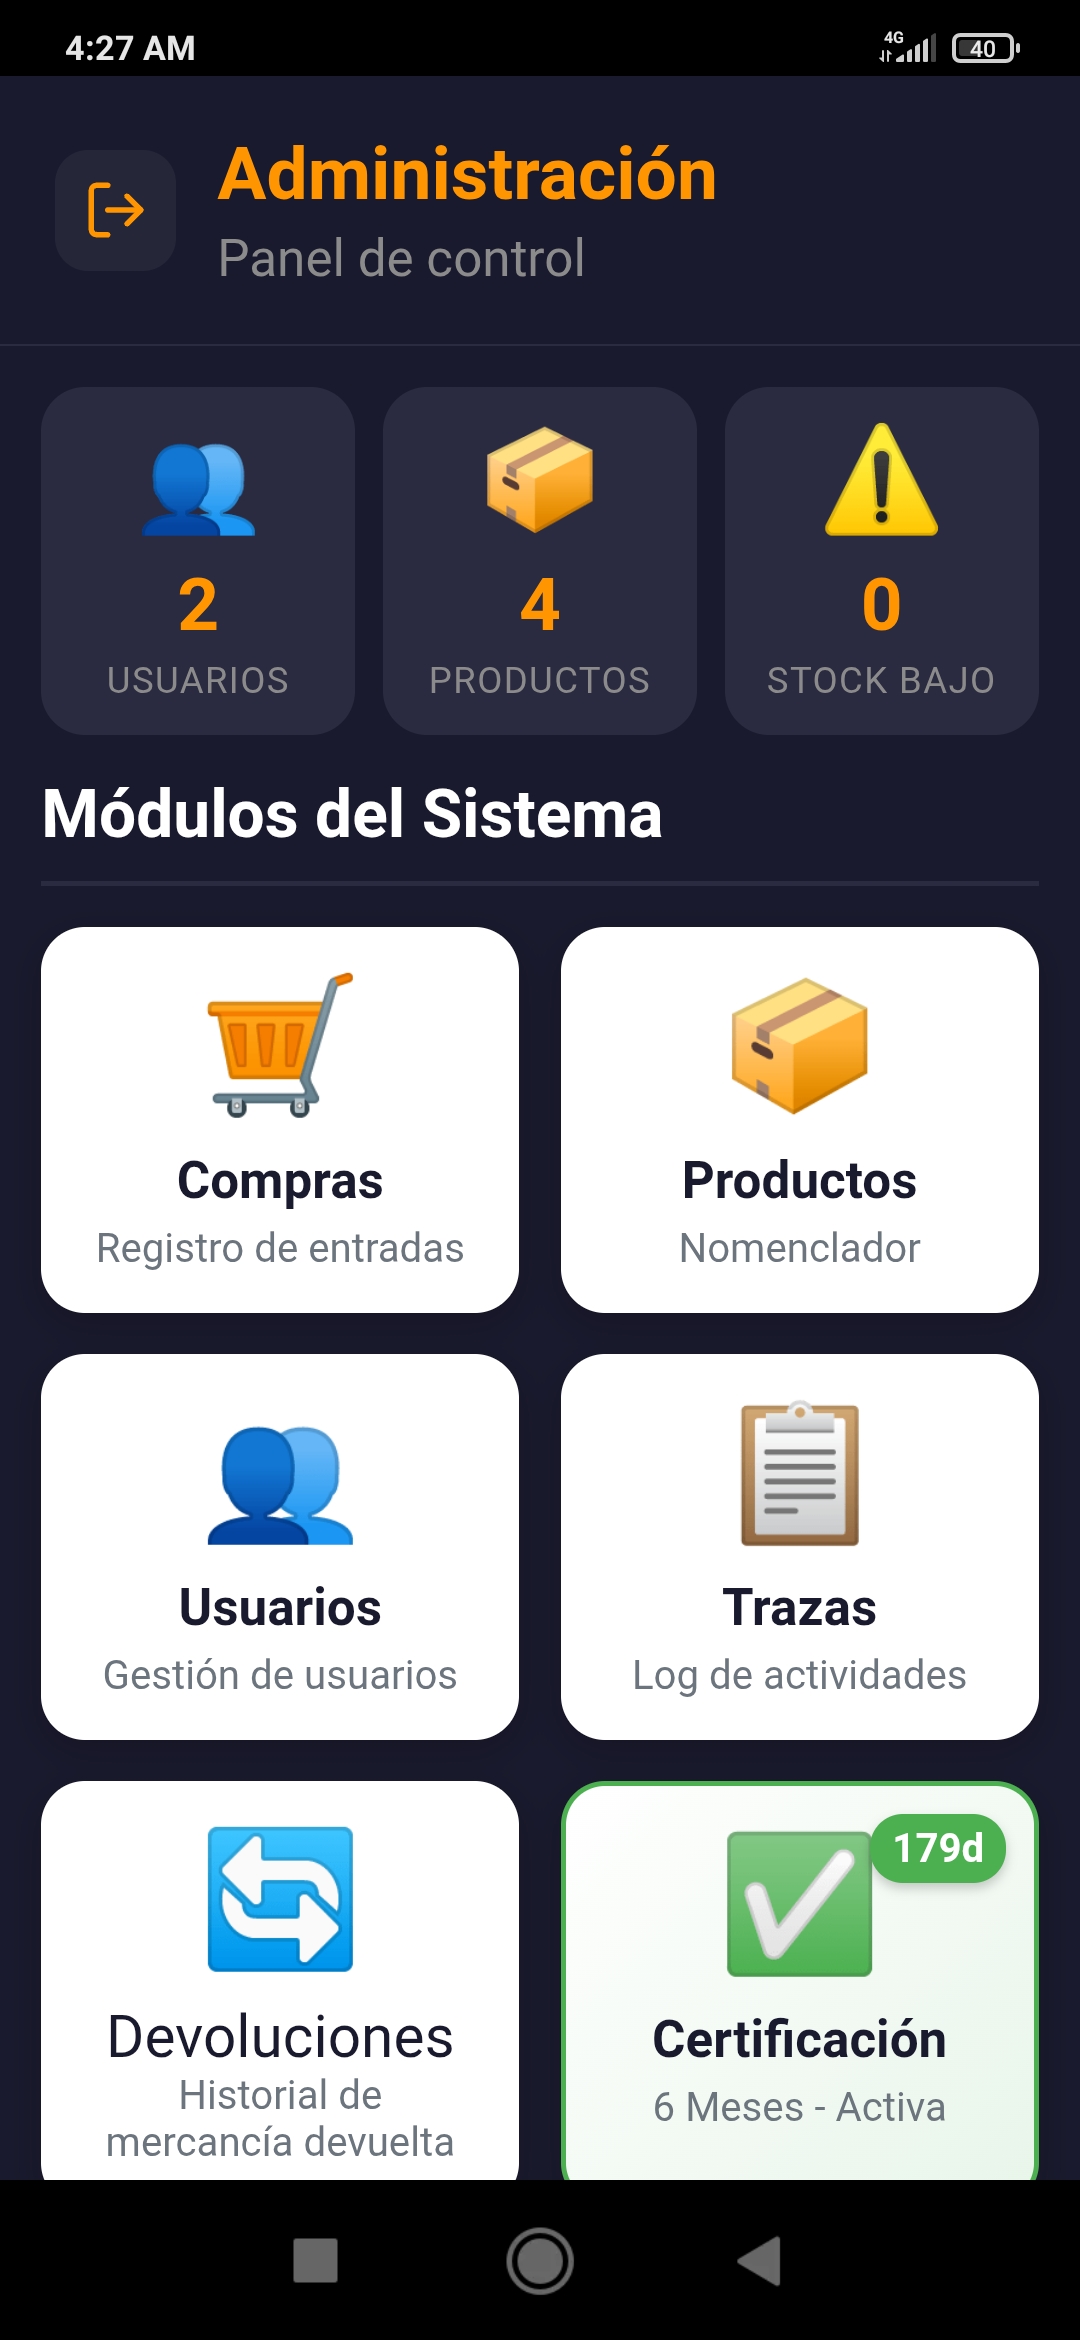 4:27 AM
4G
40
Administración
Panel de control
2
4
0
USUARIOS
PRODUCTOS
STOCK BAJO
Módulos del Sistema
Compras
Registro de entradas
Productos
Nomenclador
Usuarios
Gestión de usuarios
Trazas
Log de actividades
Devoluciones
Historial de
mercancía devuelta
179d
Certificación
6 Meses - Activa